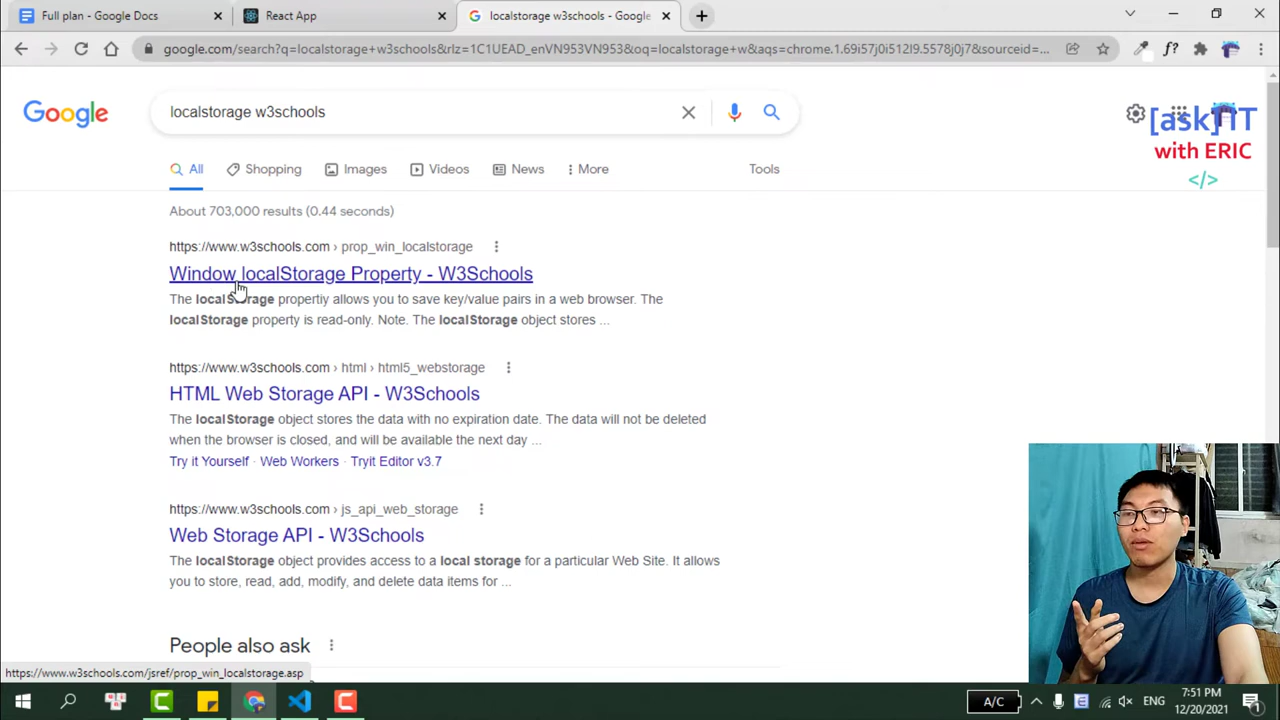 Full plan - Google Docs
React App
localstorage w3schools - Google
google.com/search?q=localstorage+w3schools&rlz=1C1UEAD_enVN953VN953&oq=localstorage+w&aqs=chrome.1.69i57j0i512l9.5578j0j7&sourceid=...
Google
localstorage w3schools
[ask] IT
with ERIC
</>
All
Shopping
Images
Videos
News
More
Tools
About 703,000 results (0.44 seconds)
https://www.w3schools.com › prop_win_localstorage
Window localStorage Property - W3Schools
The localStorage propertiy allows you to save key/value pairs in a web browser. The
localStorage property is read-only. Note. The localStorage object stores ...
https://www.w3schools.com › html › html5_webstorage
HTML Web Storage API - W3Schools
The localStorage object stores the data with no expiration date. The data will not be deleted
when the browser is closed, and will be available the next day ...
Try it Yourself · Web Workers · Tryit Editor v3.7
https://www.w3schools.com › js_api_web_storage
Web Storage API - W3Schools
The localStorage object provides access to a local storage for a particular Web Site. It allows
you to store, read, add, modify, and delete data items for ...
People also ask
https://www.w3schools.com/jsref/prop_win_localstorage.asp
A/C
ENG
7:51 PM
12/20/2021